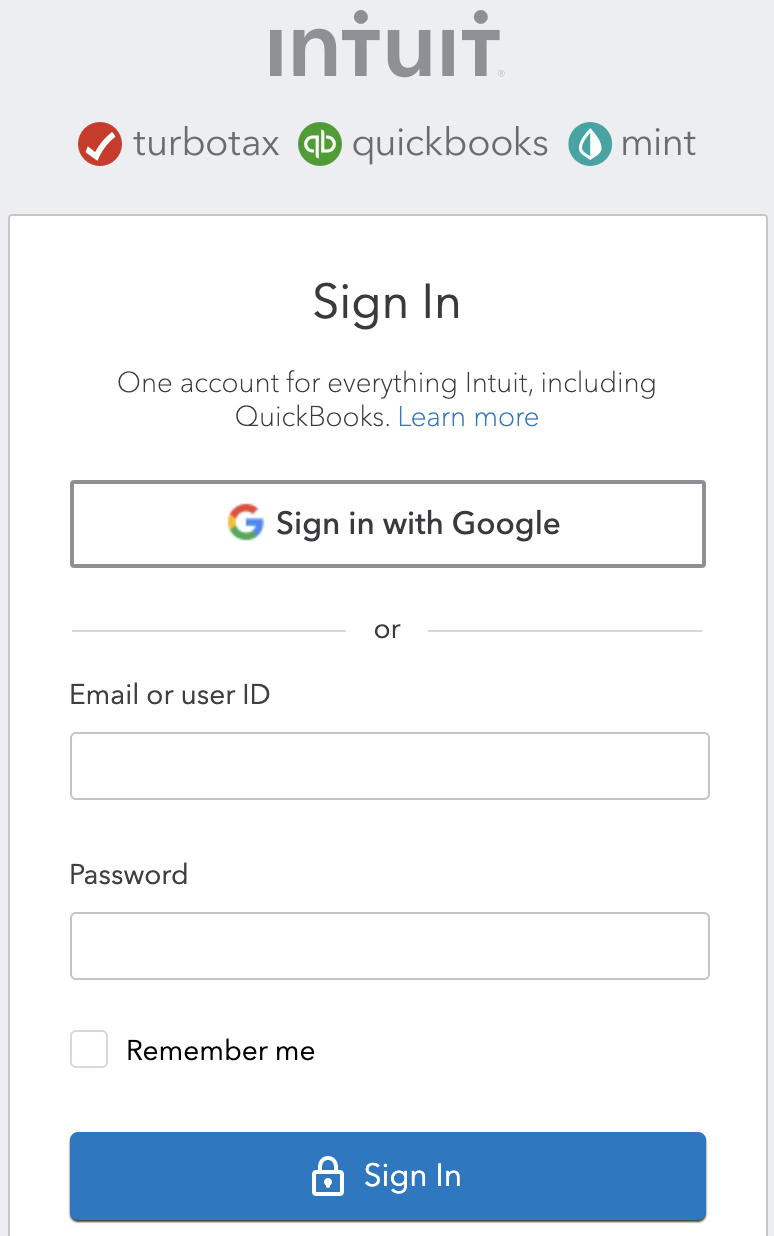 intuit®
turbotax qb quickbooks mint
Sign In
One account for everything Intuit, including
QuickBooks. Learn more
G Sign in with Google
or
Email or user ID
Password
Remember me
Sign In